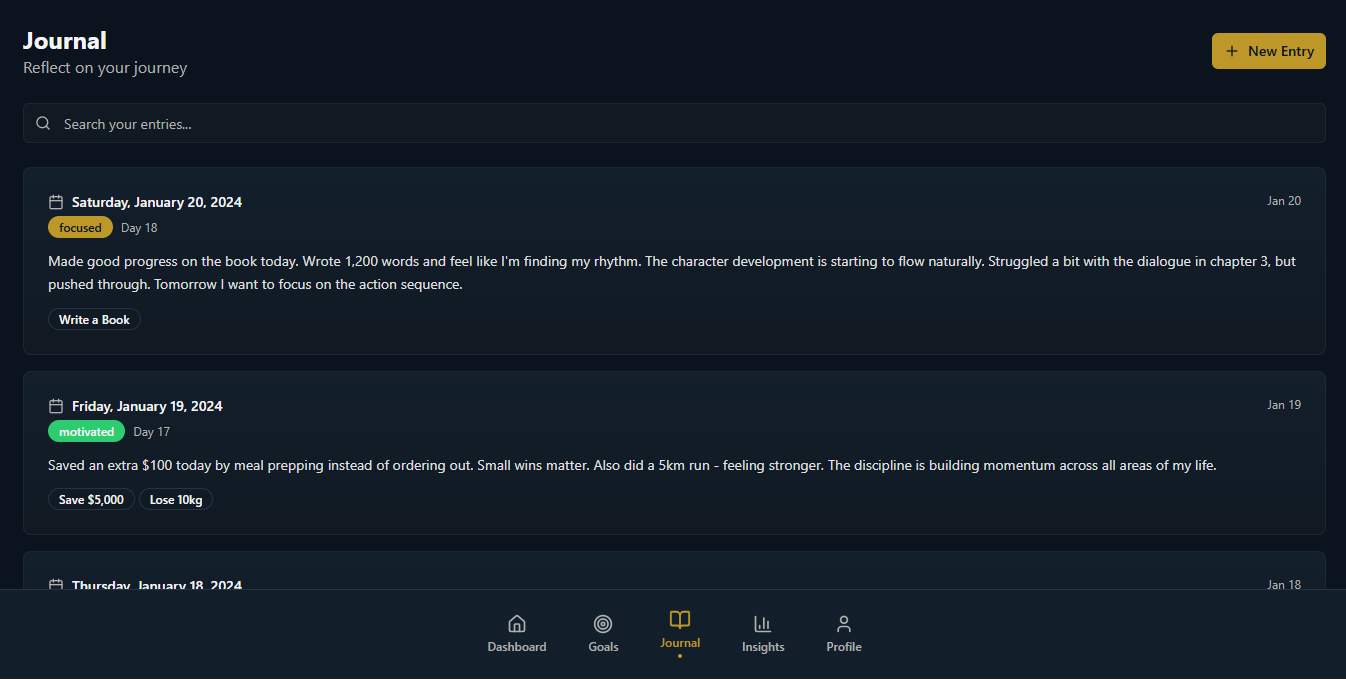 Journal
Reflect on your journey
+ New Entry
Search your entries...
Saturday, January 20, 2024
Jan 20
focused
Day 18
Made good progress on the book today. Wrote 1,200 words and feel like I'm finding my rhythm. The character development is starting to flow naturally. Struggled a bit with the dialogue in chapter 3, but
pushed through. Tomorrow I want to focus on the action sequence.
Write a Book
Friday, January 19, 2024
Jan 19
motivated
Day 17
Saved an extra $100 today by meal prepping instead of ordering out. Small wins matter. Also did a 5km run - feeling stronger. The discipline is building momentum across all areas of my life.
Save $5,000
Lose 10kg
Thursday, January 18, 2024
Jan 18
Dashboard
Goals
Journal
Insights
Profile